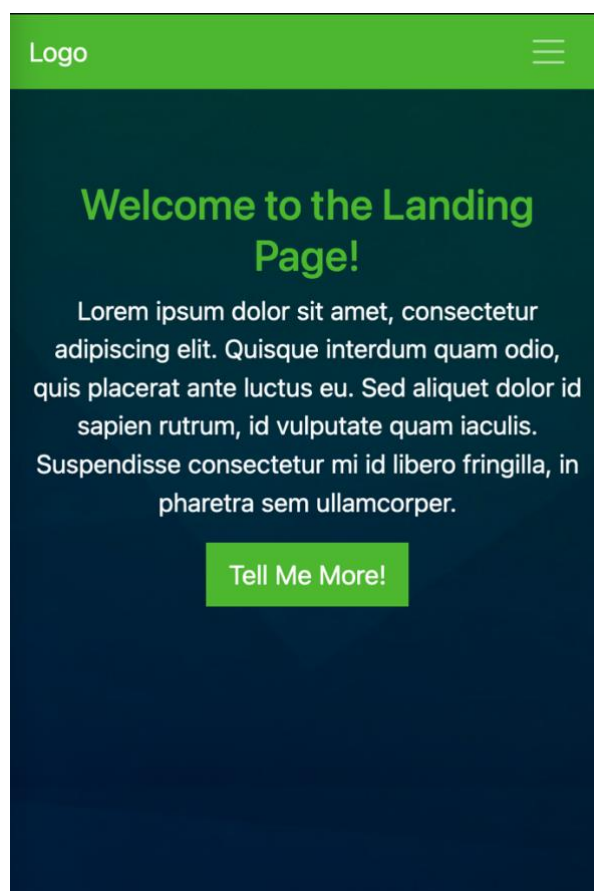 Logo
Welcome to the Landing
Page!
Lorem ipsum dolor sit amet, consectetur
adipiscing elit. Quisque interdum quam odio,
quis placerat ante luctus eu. Sed aliquet dolor id
sapien rutrum, id vulputate quam iaculis.
Suspendisse consectetur mi id libero fringilla, in
pharetra sem ullamcorper.
Tell Me More!